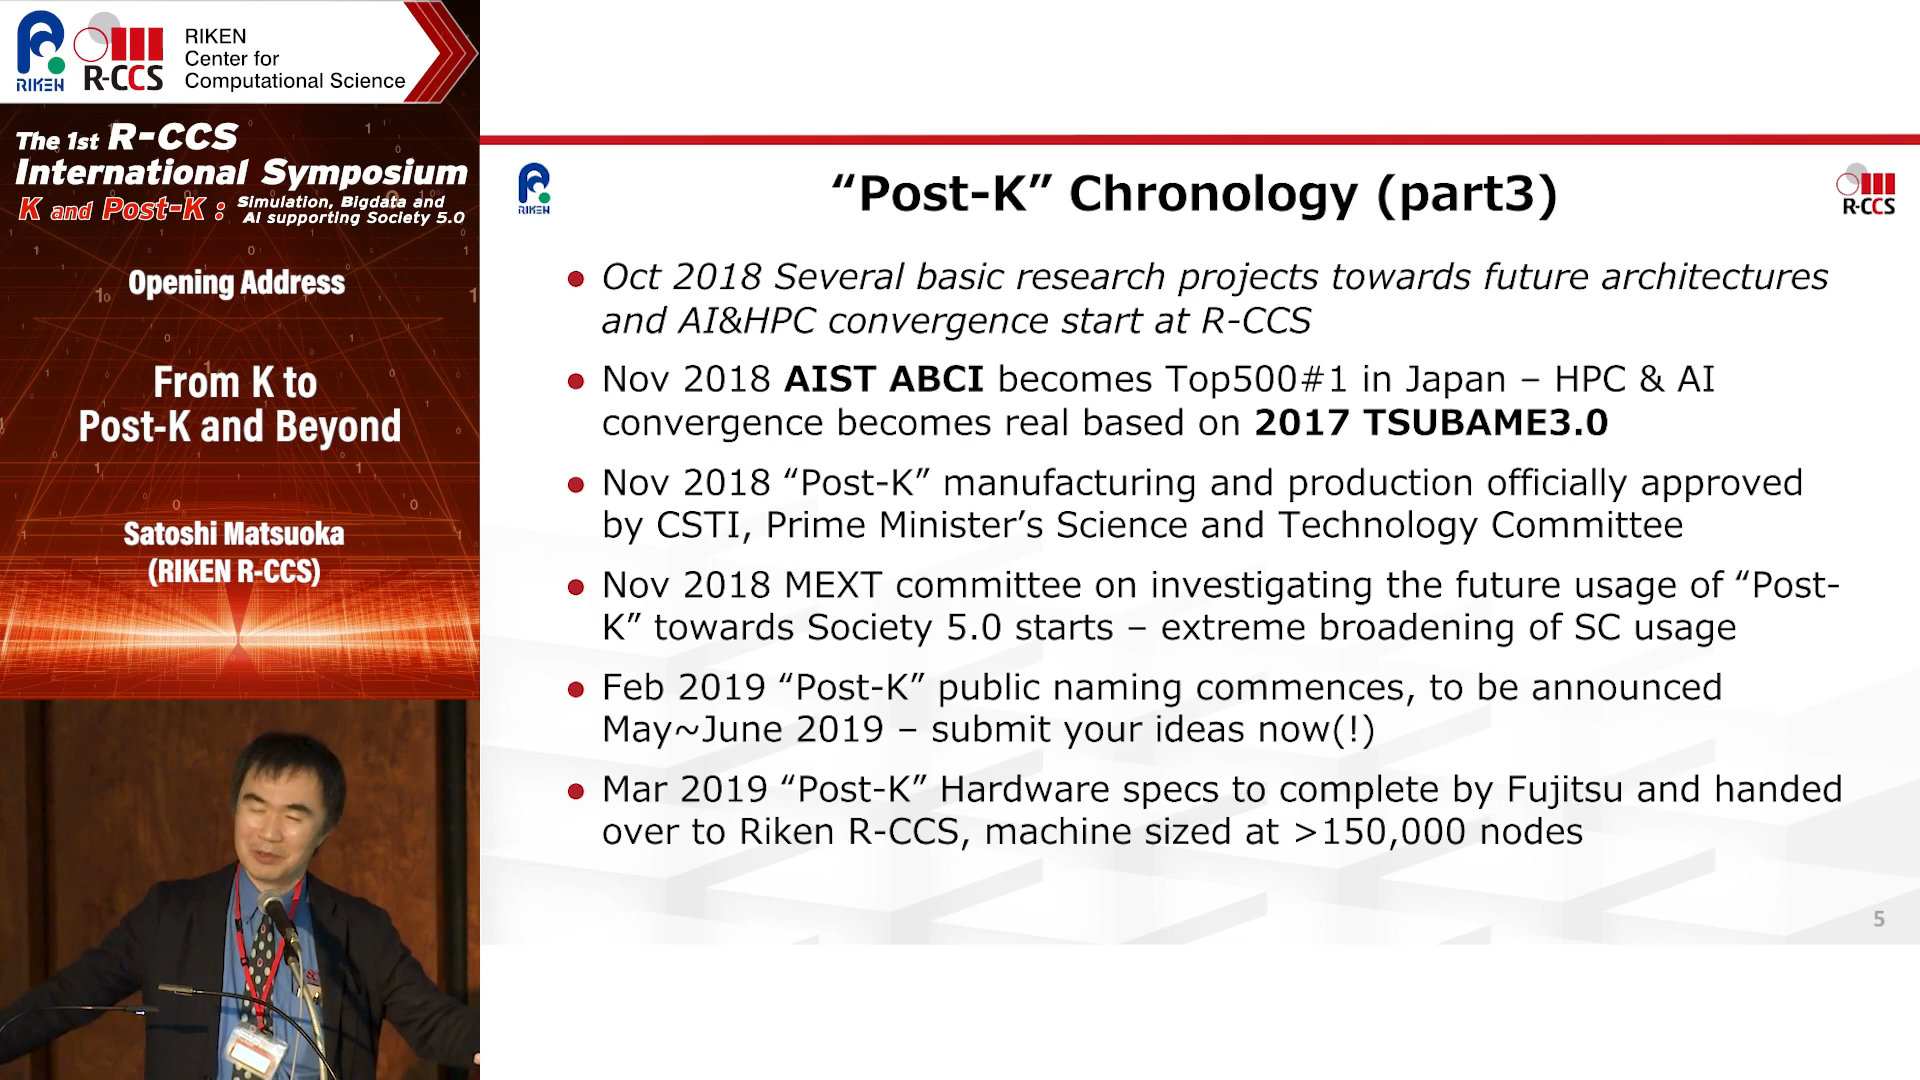 RIKEN
R-CCS
RIKEN
Center for
Computational Science
The 1st R-CCS
International Symposium
K and Post-K : Simulation, Bigdata and
AI supporting Society 5.0
Opening Address
From K to
Post-K and Beyond
Satoshi Matsuoka
(RIKEN R-CCS)
RIKEN
“Post-K” Chronology (part3)
R-CCS
● Oct 2018 Several basic research projects towards future architectures
and AI&HPC convergence start at R-CCS
● Nov 2018 AIST ABCI becomes Top500#1 in Japan – HPC & AI
convergence becomes real based on 2017 TSUBAME3.0
● Nov 2018 “Post-K” manufacturing and production officially approved
by CSTI, Prime Minister’s Science and Technology Committee
● Nov 2018 MEXT committee on investigating the future usage of “Post-
K” towards Society 5.0 starts – extreme broadening of SC usage
● Feb 2019 “Post-K” public naming commences, to be announced
May~June 2019 – submit your ideas now(!)
● Mar 2019 “Post-K” Hardware specs to complete by Fujitsu and handed
over to Riken R-CCS, machine sized at >150,000 nodes
5